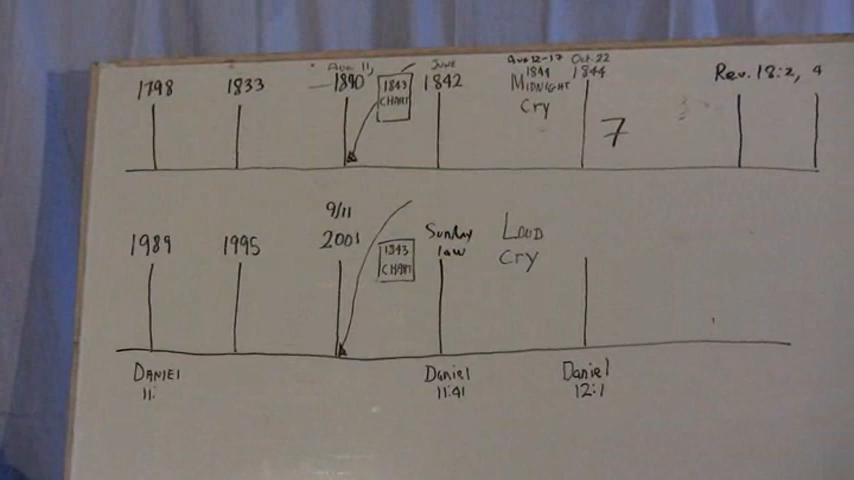 1798
1833
Aug 11,
1840
1843
CHART
June
1842
Aug 12-17
1844
Midnight
Cry
Oct. 22
1844
7
Rev. 18:2, 4
1989
1995
9/11
2001
1843
CHART
Sunday
law
Loud
Cry
Daniel
11:
Daniel
11:41
Daniel
12:1